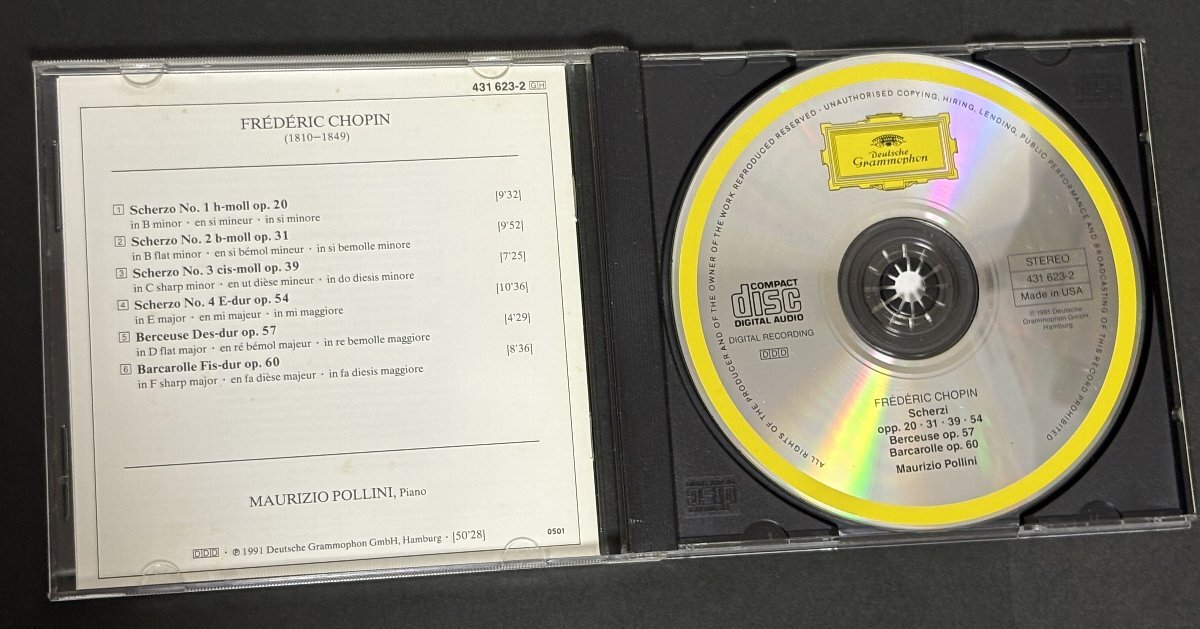 431 623-2 GH
FRÉDÉRIC CHOPIN
(1810–1849)
1 Scherzo No. 1 h-moll op. 20 [9'32]
in B minor · en si mineur · in si minore
2 Scherzo No. 2 b-moll op. 31 [9'52]
in B flat minor · en si bémol mineur · in si bemolle minore
3 Scherzo No. 3 cis-moll op. 39 [7'25]
in C sharp minor · en ut dièse mineur · in do diesis minore
4 Scherzo No. 4 E-dur op. 54 [10'36]
in E major · en mi majeur · in mi maggiore
5 Berceuse Des-dur op. 57 [4'29]
in D flat major · en ré bémol majeur · in re bemolle maggiore
6 Barcarolle Fis-dur op. 60 [8'36]
in F sharp major · en fa dièse majeur · in fa diesis maggiore
MAURIZIO POLLINI, Piano
DDD · ℗ 1991 Deutsche Grammophon GmbH, Hamburg · [50'28]
0501
ALL RIGHTS OF THE PRODUCER AND OF THE OWNER OF THE WORK REPRODUCED RESERVED · UNAUTHORISED COPYING, HIRING, LENDING, PUBLIC PERFORMANCE AND BROADCASTING OF THIS RECORD PROHIBITED
Deutsche
Grammophon
COMPACT
disc
DIGITAL AUDIO
DIGITAL RECORDING
DDD
STEREO
431 623-2
Made in USA
℗ 1991 Deutsche
Grammophon GmbH,
Hamburg
FRÉDÉRIC CHOPIN
Scherzi
opp. 20 · 31 · 39 · 54
Berceuse op. 57
Barcarolle op. 60
Maurizio Pollini
disc